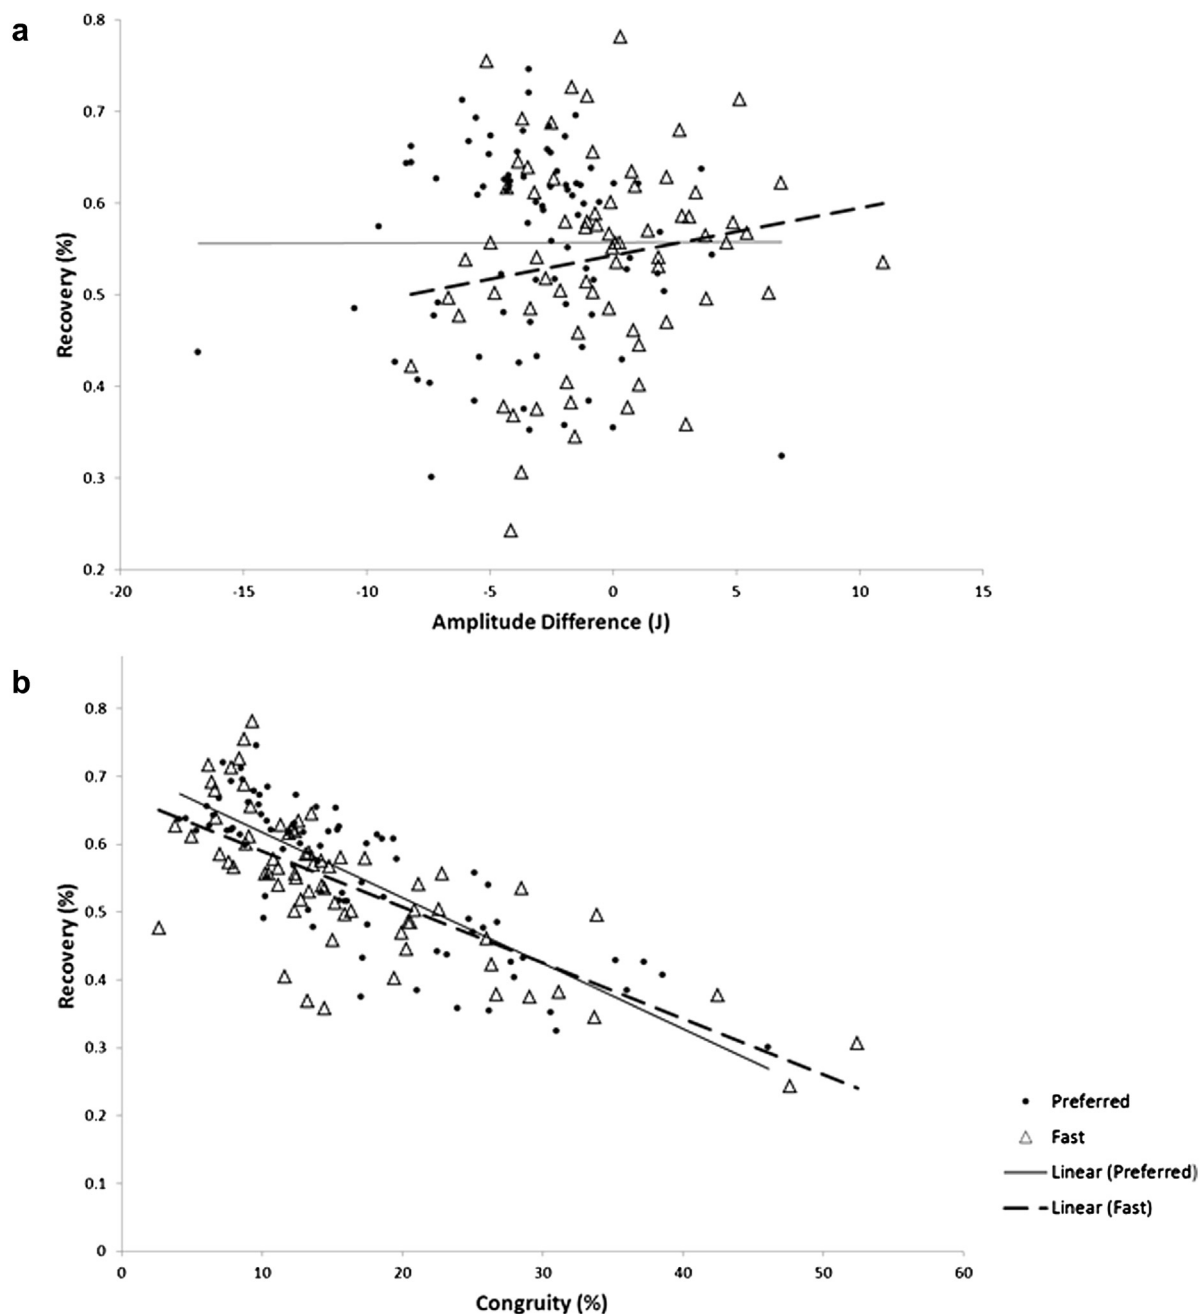 a
0.8
0.7
0.6
0.5
0.4
0.3
0.2
Recovery (%)
-20 -15 -10 -5 0 5 10 15
Amplitude Difference (J)
b
0.8
0.7
0.6
0.5
0.4
0.3
0.2
0.1
0
Recovery (%)
0 10 20 30 40 50 60
Congruity (%)
Preferred
Fast
Linear (Preferred)
Linear (Fast)